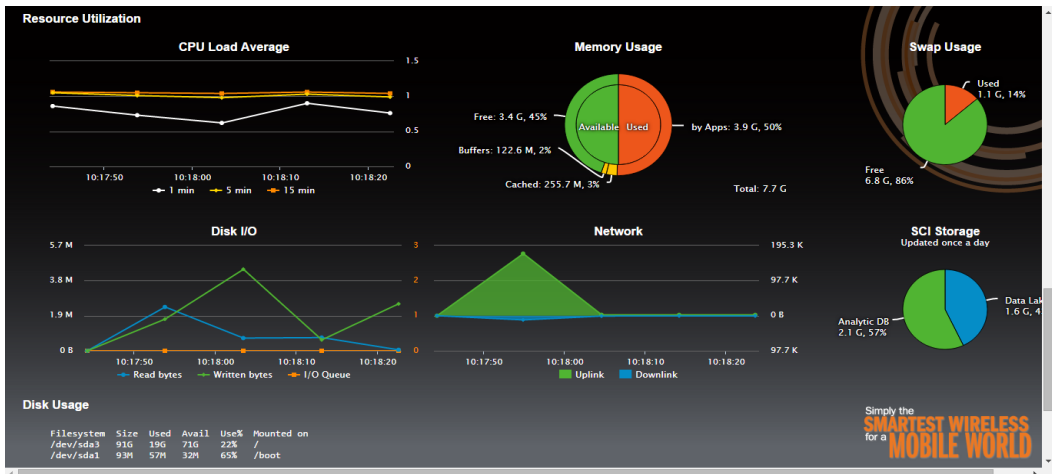 Resource Utilization
CPU Load Average
1.5
1
0.5
0
10:17:50 10:18:00 10:18:10 10:18:20
1 min 5 min 15 min
Memory Usage
Free: 3.4 G, 45%
Available Used
by Apps: 3.9 G, 50%
Buffers: 122.6 M, 2%
Cached: 255.7 M, 3%
Total: 7.7 G
Swap Usage
Used
1.1 G, 14%
Free
6.8 G, 86%
Disk I/O
5.7 M 3
3.8 M 2
1.9 M 1
0 B 0
10:17:50 10:18:00 10:18:10 10:18:20
Read bytes Written bytes I/O Queue
Network
195.3 K
97.7 K
0 B
97.7 K
10:17:50 10:18:00 10:18:10 10:18:20
Uplink Downlink
SCI Storage
Updated once a day
Data Lak
1.6 G, 4
Analytic DB
2.1 G, 57%
Disk Usage
Filesystem Size Used Avail Use% Mounted on
/dev/sda3 91G 19G 71G 22% /
/dev/sda1 93M 57M 32M 65% /boot
Simply the
SMARTEST WIRELESS
for a MOBILE WORLD